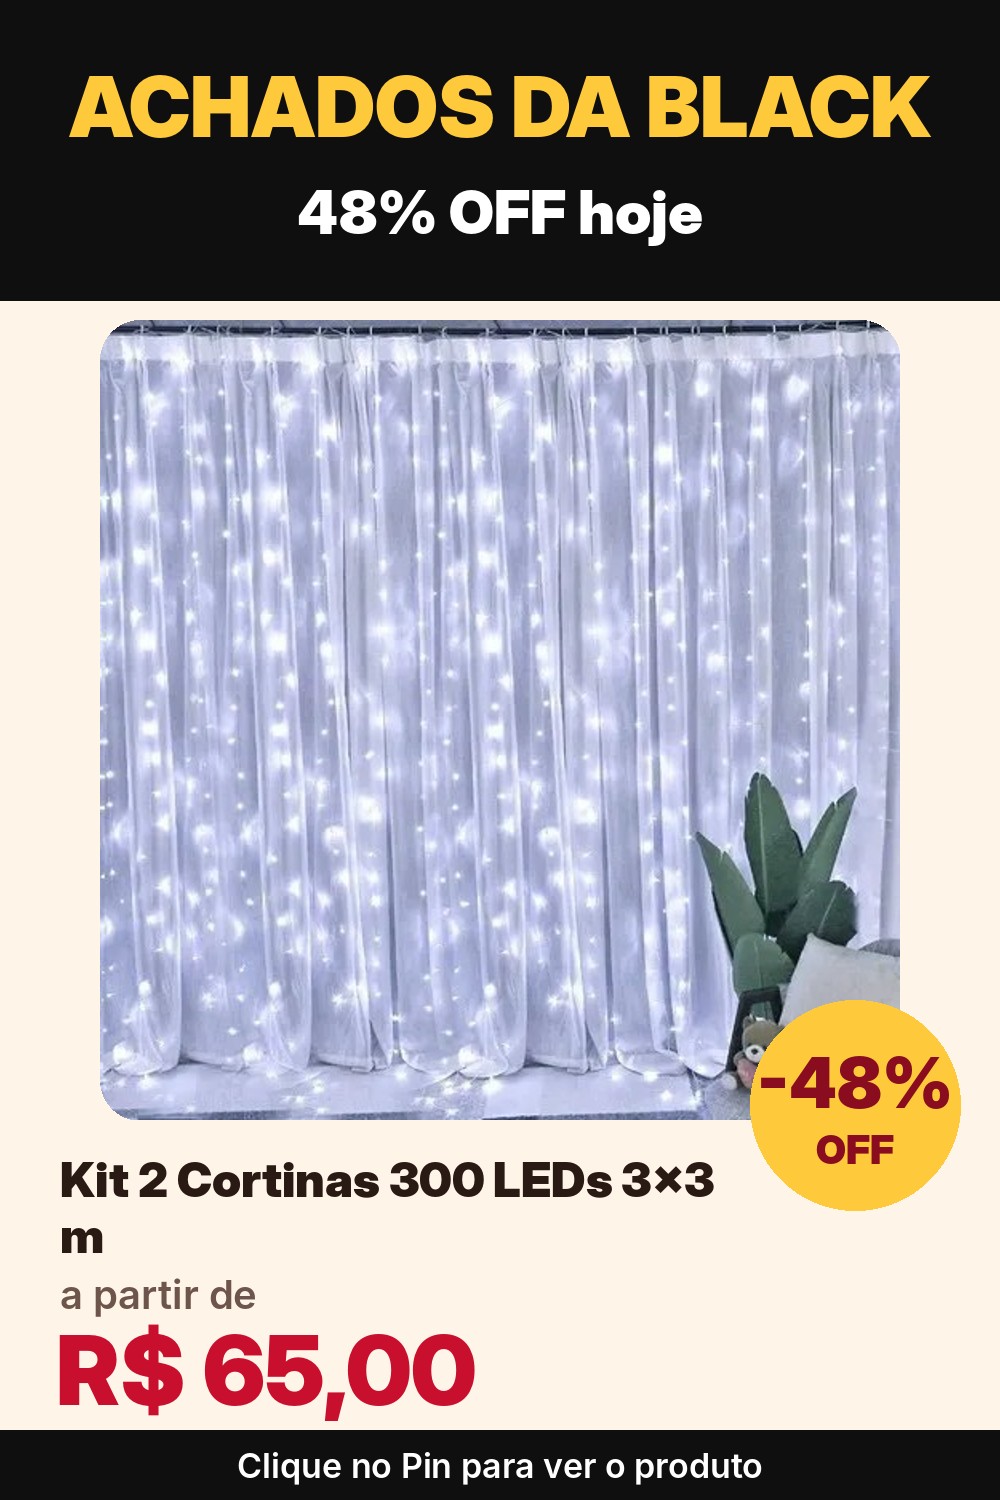 ACHADOS DA BLACK
48% OFF hoje
-48%
OFF
Kit 2 Cortinas 300 LEDs 3×3
m
a partir de
R$ 65,00
Clique no Pin para ver o produto